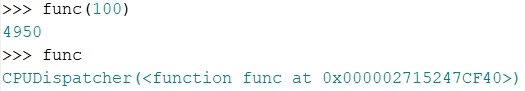 >>> func(100)
4950
>>> func
CPUDispatcher(<function func at 0x000002715247CF40>)